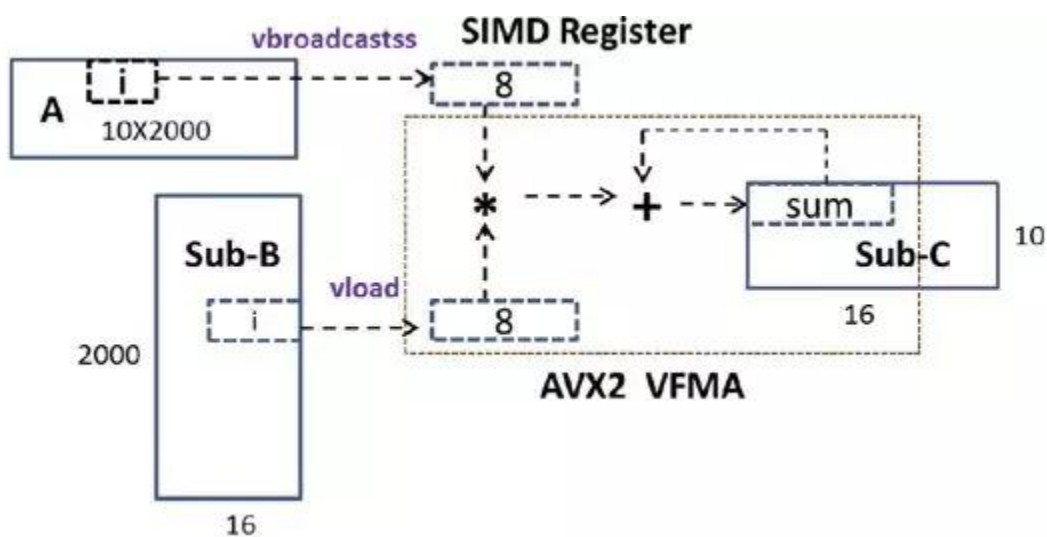 vbroadcastss
SIMD Register
i
8
A
10X2000
*
+
sum
Sub-B
Sub-C
10
vload
i
8
16
2000
AVX2 VFMA
16